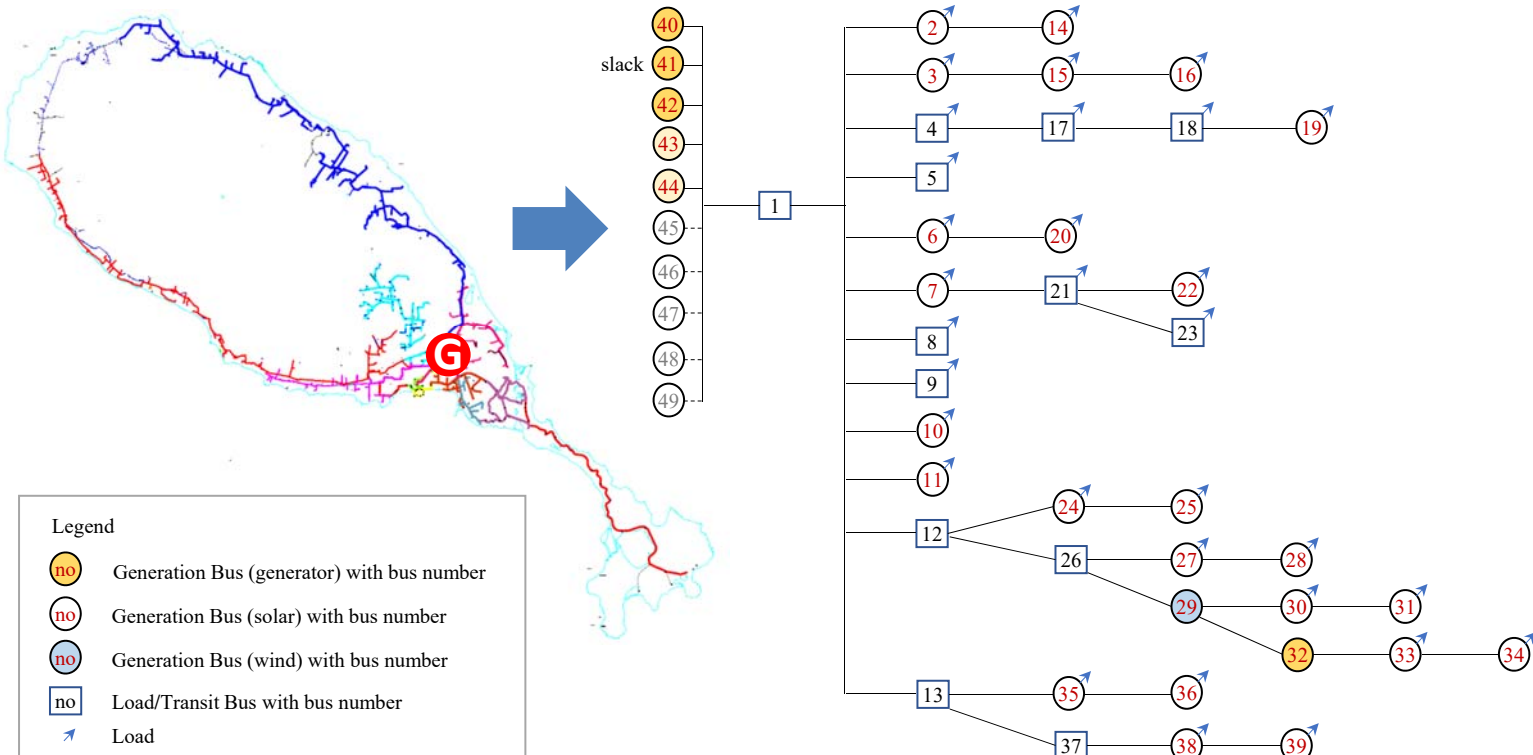 40
slack 41
42
43
44
45
46
47
48
49
1
2 14
3 15 16
4 17 18 19
5
6 20
7 21 22
23
8
9
10
11
12 24 25
26 27 28
29 30 31
32 33 34
13 35 36
37 38 39
G
Legend
no Generation Bus (generator) with bus number
no Generation Bus (solar) with bus number
no Generation Bus (wind) with bus number
no Load/Transit Bus with bus number
Load